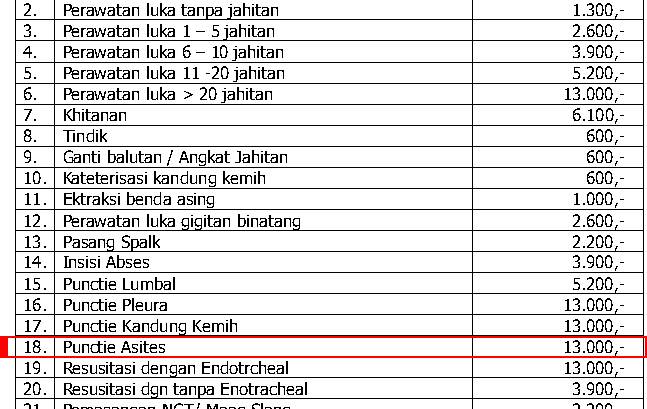 2. Perawatan luka tanpa jahitan 1.300,-
3. Perawatan luka 1 – 5 jahitan 2.600,-
4. Perawatan luka 6 – 10 jahitan 3.900,-
5. Perawatan luka 11 -20 jahitan 5.200,-
6. Perawatan luka > 20 jahitan 13.000,-
7. Khitanan 6.100,-
8. Tindik 600,-
9. Ganti balutan / Angkat Jahitan 600,-
10. Kateterisasi kandung kemih 600,-
11. Ektraksi benda asing 1.000,-
12. Perawatan luka gigitan binatang 2.600,-
13. Pasang Spalk 2.200,-
14. Insisi Abses 3.900,-
15. Punctie Lumbal 5.200,-
16. Punctie Pleura 13.000,-
17. Punctie Kandung Kemih 13.000,-
18. Punctie Asites 13.000,-
19. Resusitasi dengan Endotrcheal 13.000,-
20. Resusitasi dgn tanpa Enotracheal 3.900,-